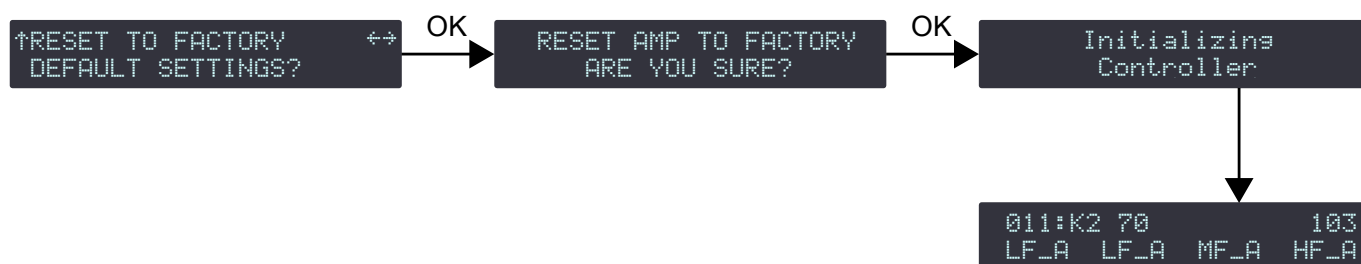 ↑RESET TO FACTORY ←→
DEFAULT SETTINGS?
OK
RESET AMP TO FACTORY
ARE YOU SURE?
OK
Initializing
Controller
011:K2 70 103
LF_A LF_A MF_A HF_A